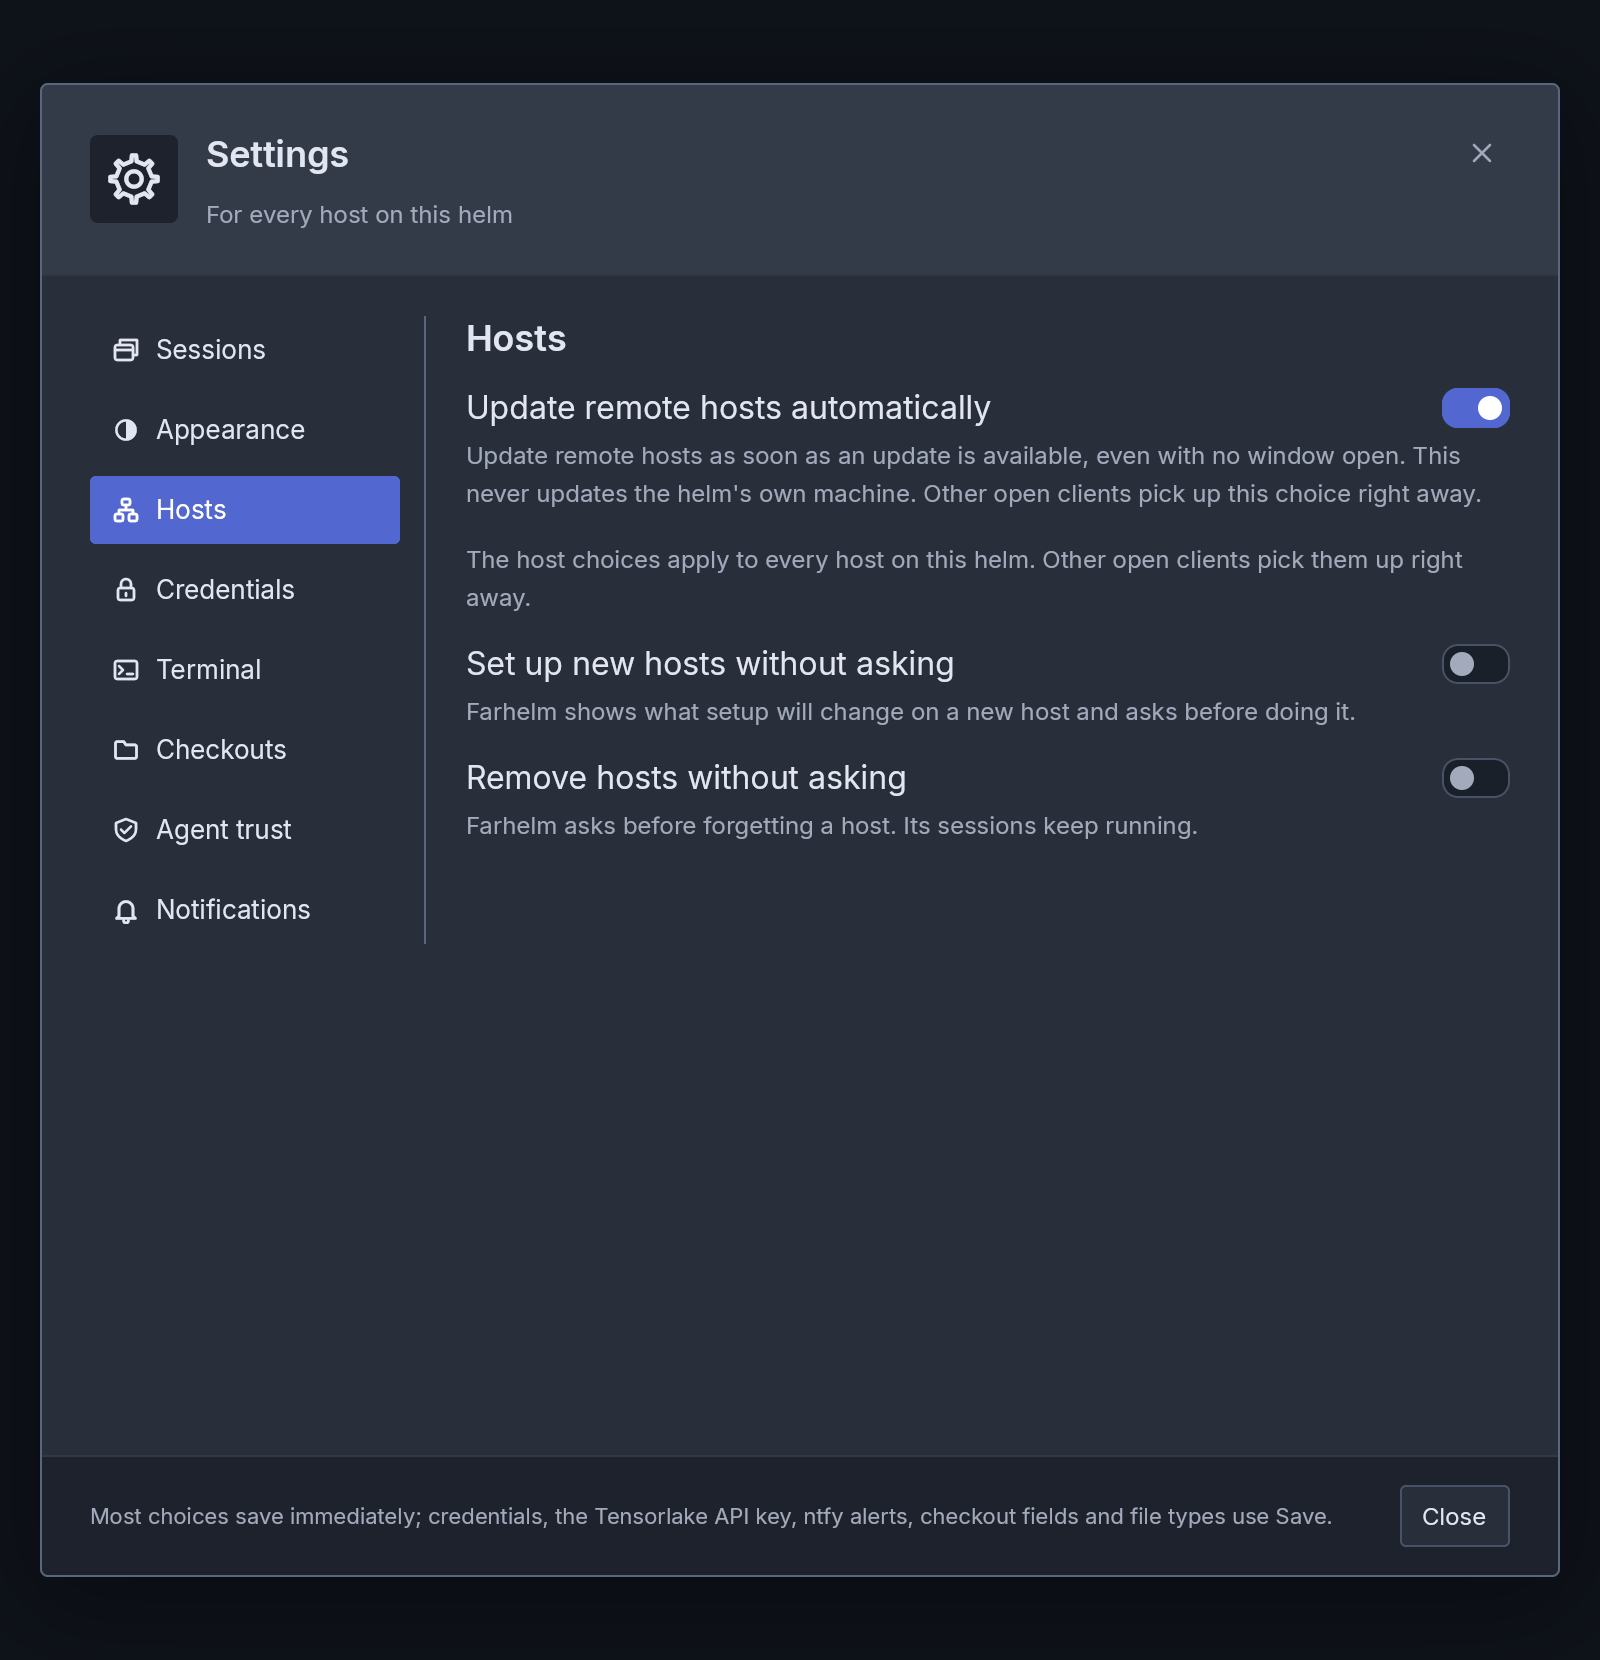 Settings
For every host on this helm
Sessions
Appearance
Hosts
Credentials
Terminal
Checkouts
Agent trust
Notifications
Hosts
Update remote hosts automatically
Update remote hosts as soon as an update is available, even with no window open. This
never updates the helm's own machine. Other open clients pick up this choice right away.
The host choices apply to every host on this helm. Other open clients pick them up right
away.
Set up new hosts without asking
Farhelm shows what setup will change on a new host and asks before doing it.
Remove hosts without asking
Farhelm asks before forgetting a host. Its sessions keep running.
Most choices save immediately; credentials, the Tensorlake API key, ntfy alerts, checkout fields and file types use Save.
Close